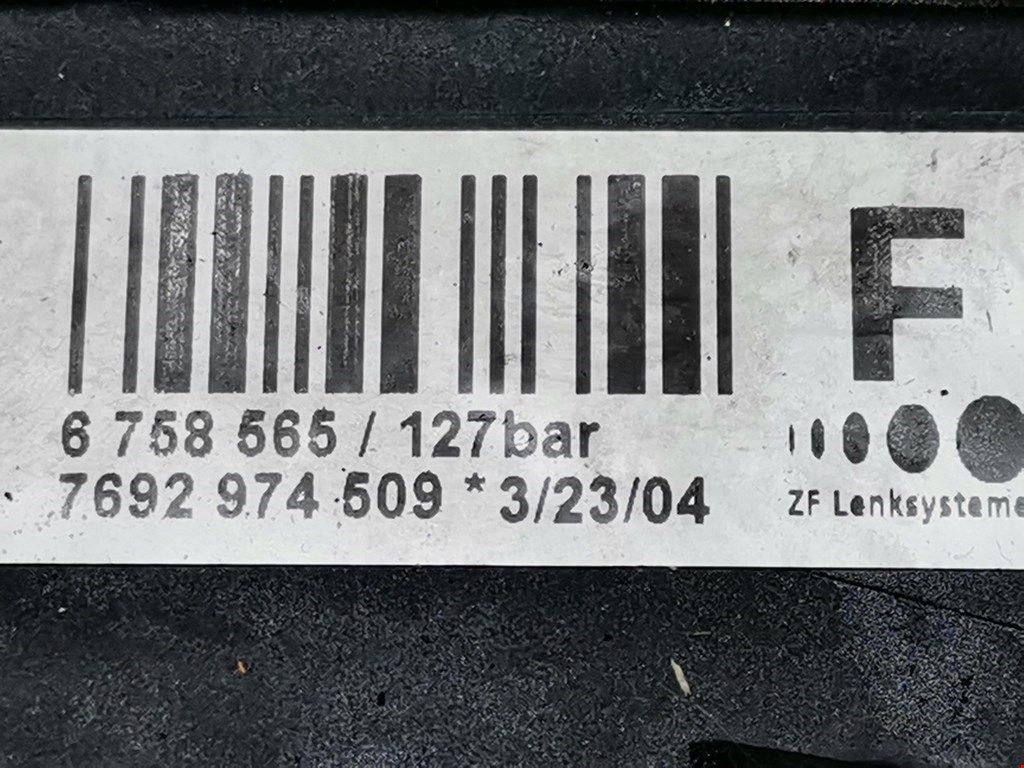 F
6 758 565 / 127bar
7692 974 509 * 3/23/04
ZF Lenksysteme